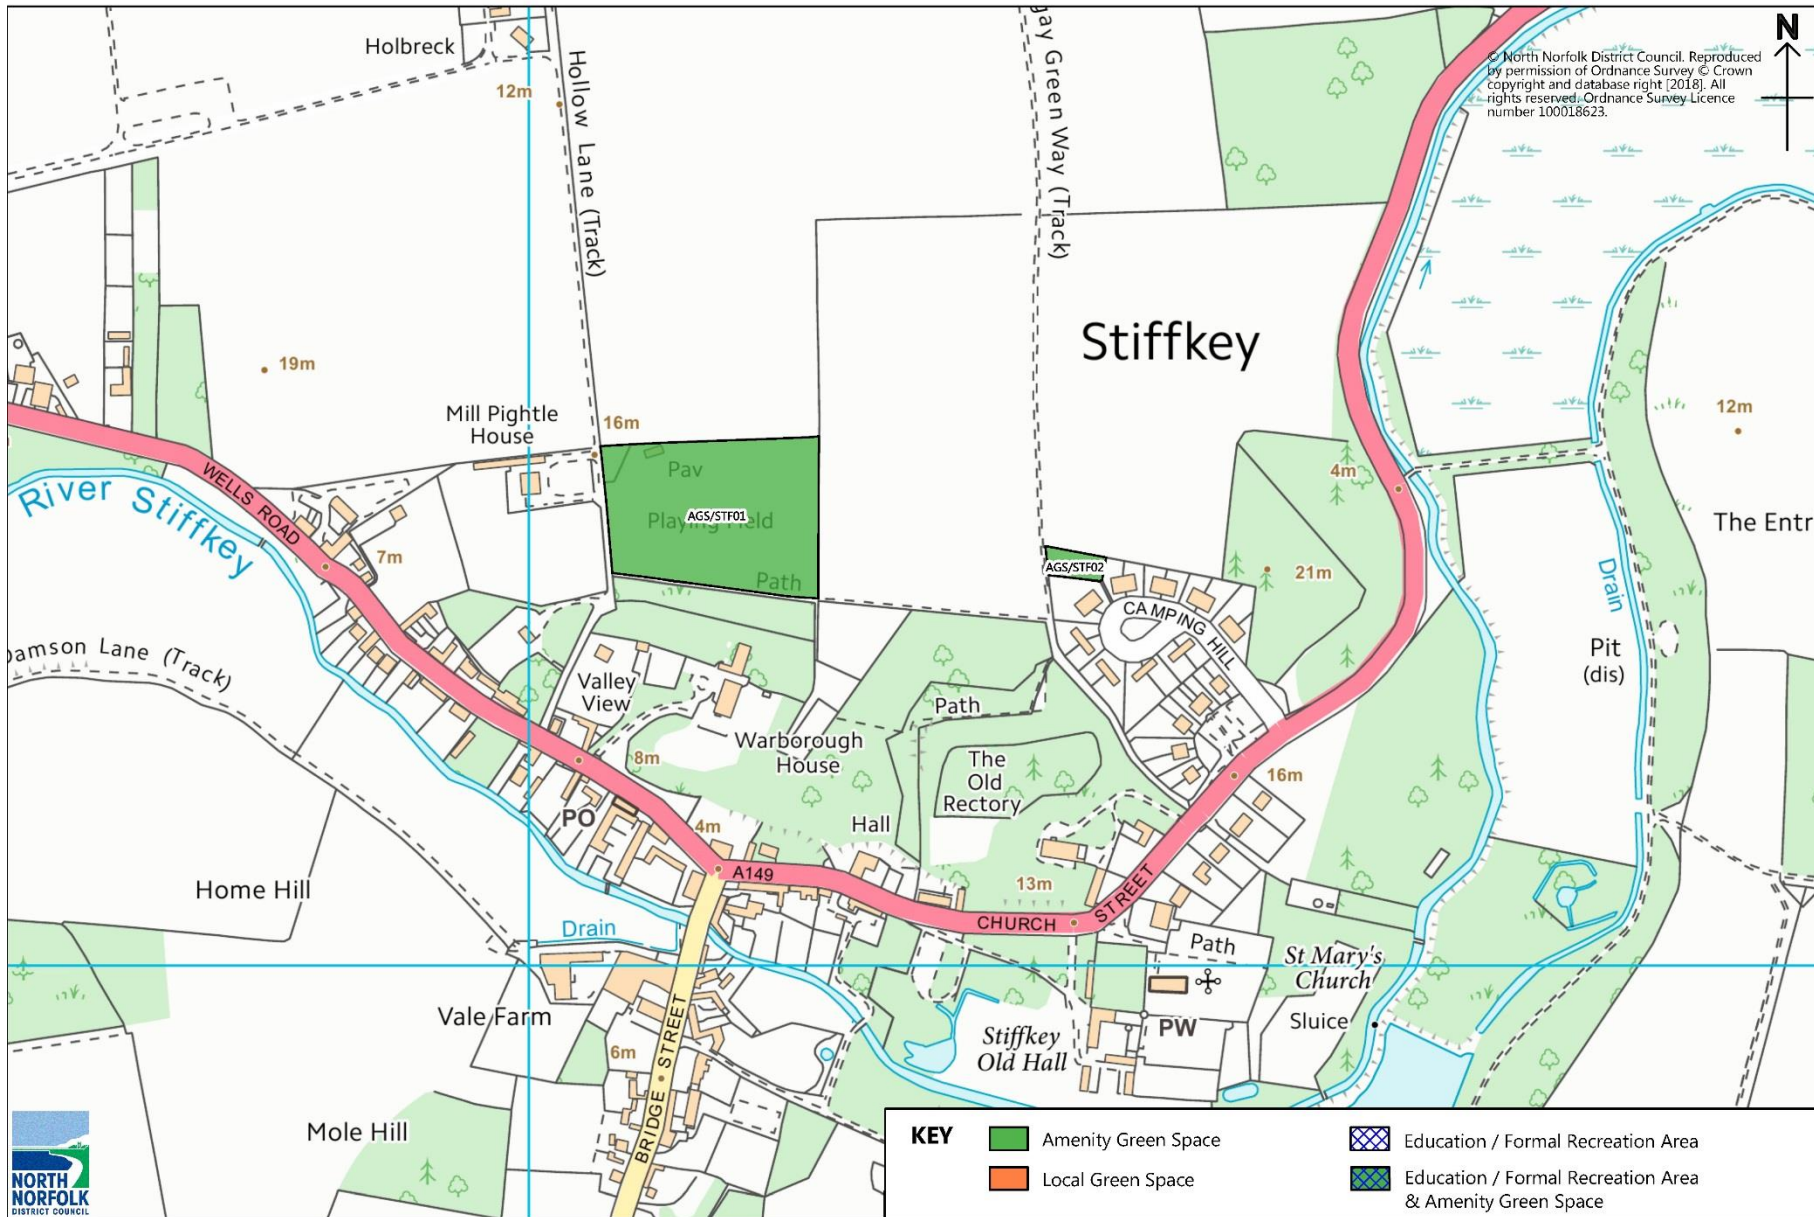 N
© North Norfolk District Council. Reproduced
by permission of Ordnance Survey © Crown
copyright and database right [2018]. All
rights reserved. Ordnance Survey Licence
number 100018623.
Holbreck
12m
Hollow Lane (Track)
gay Green Way (Track)
Stiffkey
19m
Mill Pightle
House
16m
Pav
Playing Field
AGS/STF01
Path
AGS/STF02
CAMPING HILL
4m
21m
12m
The Entr
Drain
Pit
(dis)
River Stiffkey
WELLS ROAD
7m
Damson Lane (Track)
Valley
View
8m
Warborough
House
Path
The
Old
Rectory
16m
PO
4m
Hall
A149
13m
CHURCH STREET
Home Hill
Drain
Path
St Mary's
Church
Vale Farm
BRIDGE STREET
6m
Stiffkey
Old Hall
PW
Sluice
Mole Hill
NORTH
NORFOLK
DISTRICT COUNCIL
KEY
Amenity Green Space
Local Green Space
Education / Formal Recreation Area
Education / Formal Recreation Area
& Amenity Green Space